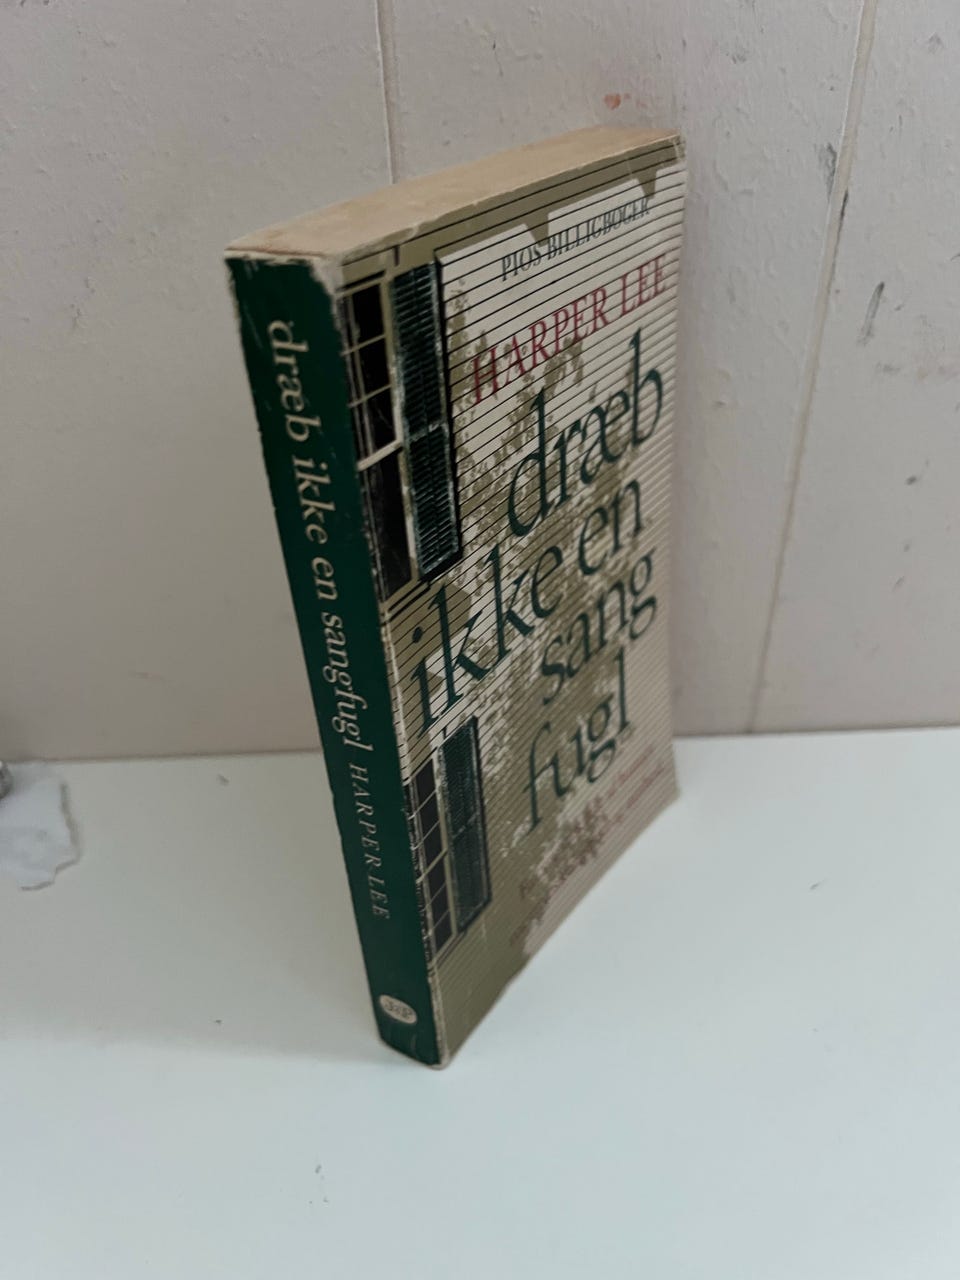 dræb ikke en sangfugl HARPER LEE
PIOS BILLIGBØGER
HARPER LEE
dræb
ikke en
sang
fugl